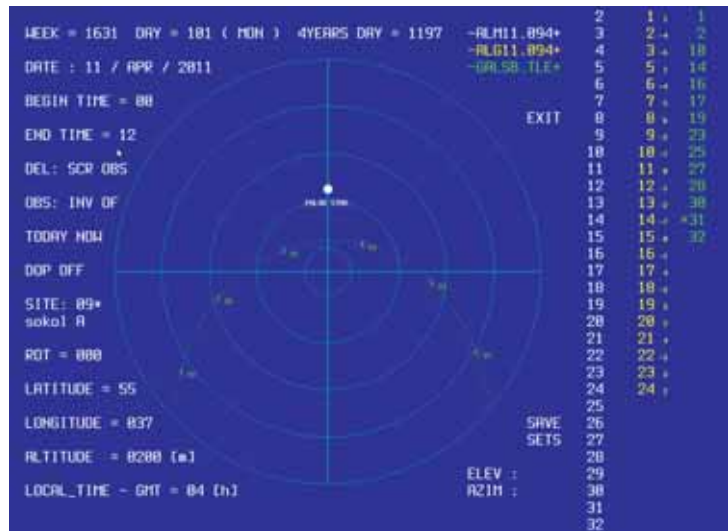 WEEK = 1631 DAY = 101 ( MON ) 4YEARS DAY = 1197
~ALM11.094*
~ALG11.094*
DATE : 11 / APR / 2011
BEGIN TIME = 00
EXIT
END TIME = 12
DEL: SCR OBS
OBS: INV OF
TODAY NOW
DOP OFF
SITE: 09*
sokol A
ROT = 000
LATITUDE = 55
LONGITUDE = 037
SAVE
SETS
ALTITUDE = 0200 [m]
ELEV :
AZIM :
LOCAL_TIME - GMT = 04 [h]
2 1 1
3 2 2
4 3 10
5 5 14
6 6 16
7 7 17
8 8 19
9 9 23
10 10 25
11 11 27
12 12 28
13 13 30
14 14 *31
15 15 32
16 16
17 17
18 18
19 19
20 20
21 21
22 22
23 23
24 24
25
26
27
28
29
30
31
32